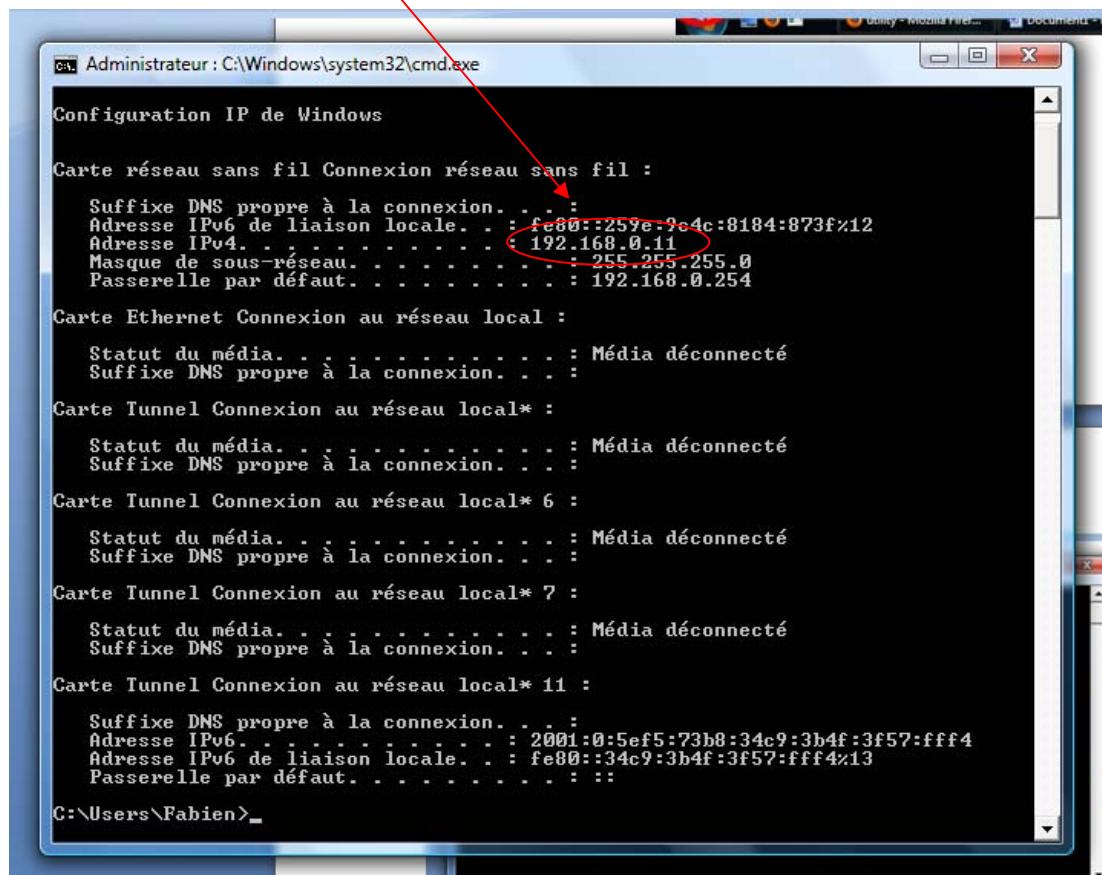 Utility - Mozilla Firef...
Document1 -
Administrateur : C:\Windows\system32\cmd.exe
Configuration IP de Windows
Carte réseau sans fil Connexion réseau sans fil :
Suffixe DNS propre à la connexion. . . :
Adresse IPv6 de liaison locale. . : fe80::259e:9e4c:8184:873f%12
Adresse IPv4. . . . . . . . . . . : 192.168.0.11
Masque de sous-réseau. . . . . . . . . : 255.255.255.0
Passerelle par défaut. . . . . . . . . : 192.168.0.254
Carte Ethernet Connexion au réseau local :
Statut du média. . . . . . . . . . . . : Média déconnecté
Suffixe DNS propre à la connexion. . . :
Carte Tunnel Connexion au réseau local* :
Statut du média. . . . . . . . . . . . : Média déconnecté
Suffixe DNS propre à la connexion. . . :
Carte Tunnel Connexion au réseau local* 6 :
Statut du média. . . . . . . . . . . . : Média déconnecté
Suffixe DNS propre à la connexion. . . :
Carte Tunnel Connexion au réseau local* 7 :
Statut du média. . . . . . . . . . . . : Média déconnecté
Suffixe DNS propre à la connexion. . . :
Carte Tunnel Connexion au réseau local* 11 :
Suffixe DNS propre à la connexion. . . :
Adresse IPv6. . . . . . . . . . . : 2001:0:5ef5:73b8:34c9:3b4f:3f57:fff4
Adresse IPv6 de liaison locale. . : fe80::34c9:3b4f:3f57:fff4%13
Passerelle par défaut. . . . . . . . . : ::
C:\Users\Fabien>_